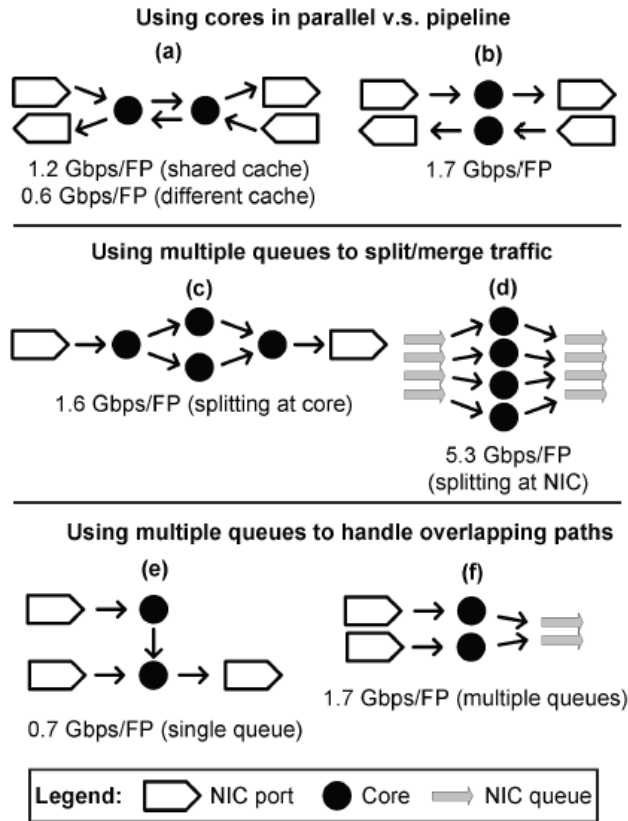 Using cores in parallel v.s. pipeline
(a)
(b)
1.2 Gbps/FP (shared cache)
0.6 Gbps/FP (different cache)
1.7 Gbps/FP
Using multiple queues to split/merge traffic
(c)
(d)
1.6 Gbps/FP (splitting at core)
5.3 Gbps/FP
(splitting at NIC)
Using multiple queues to handle overlapping paths
(e)
(f)
0.7 Gbps/FP (single queue)
1.7 Gbps/FP (multiple queues)
Legend: NIC port Core NIC queue